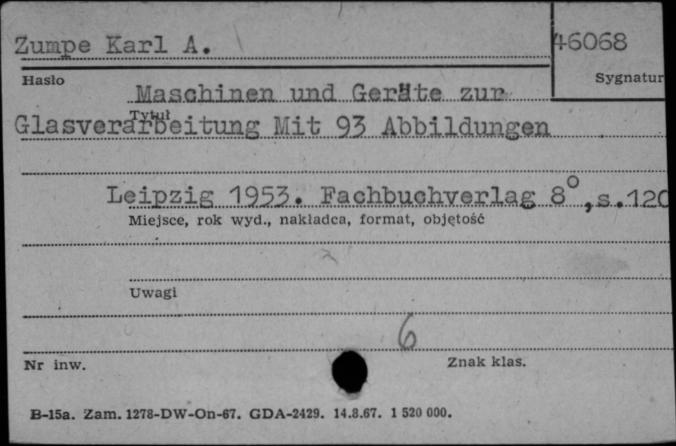 Zumpe Karl A.
46068
Hasło
Sygnatur
Maschinen und Geräte zur
Tytuł
Glasverarbeitung Mit 93 Abbildungen
Leipzig 1953. Fachbuchverlag 8°, s.120
Miejsce, rok wyd., nakładca, format, objętość
Uwagi
6
Nr inw.
Znak klas.
B-15a. Zam. 1278-DW-On-67. GDA-2429. 14.8.67. 1 520 000.